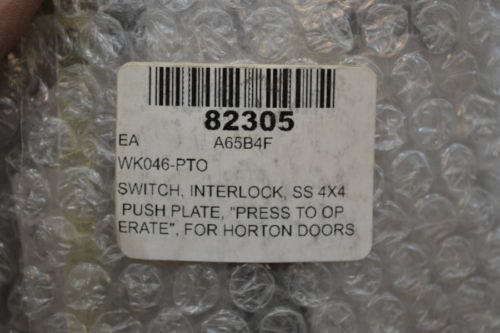 82305
EA A65B4F
WK046-PTO
SWITCH, INTERLOCK, SS 4X4
PUSH PLATE, "PRESS TO OP
ERATE", FOR HORTON DOORS